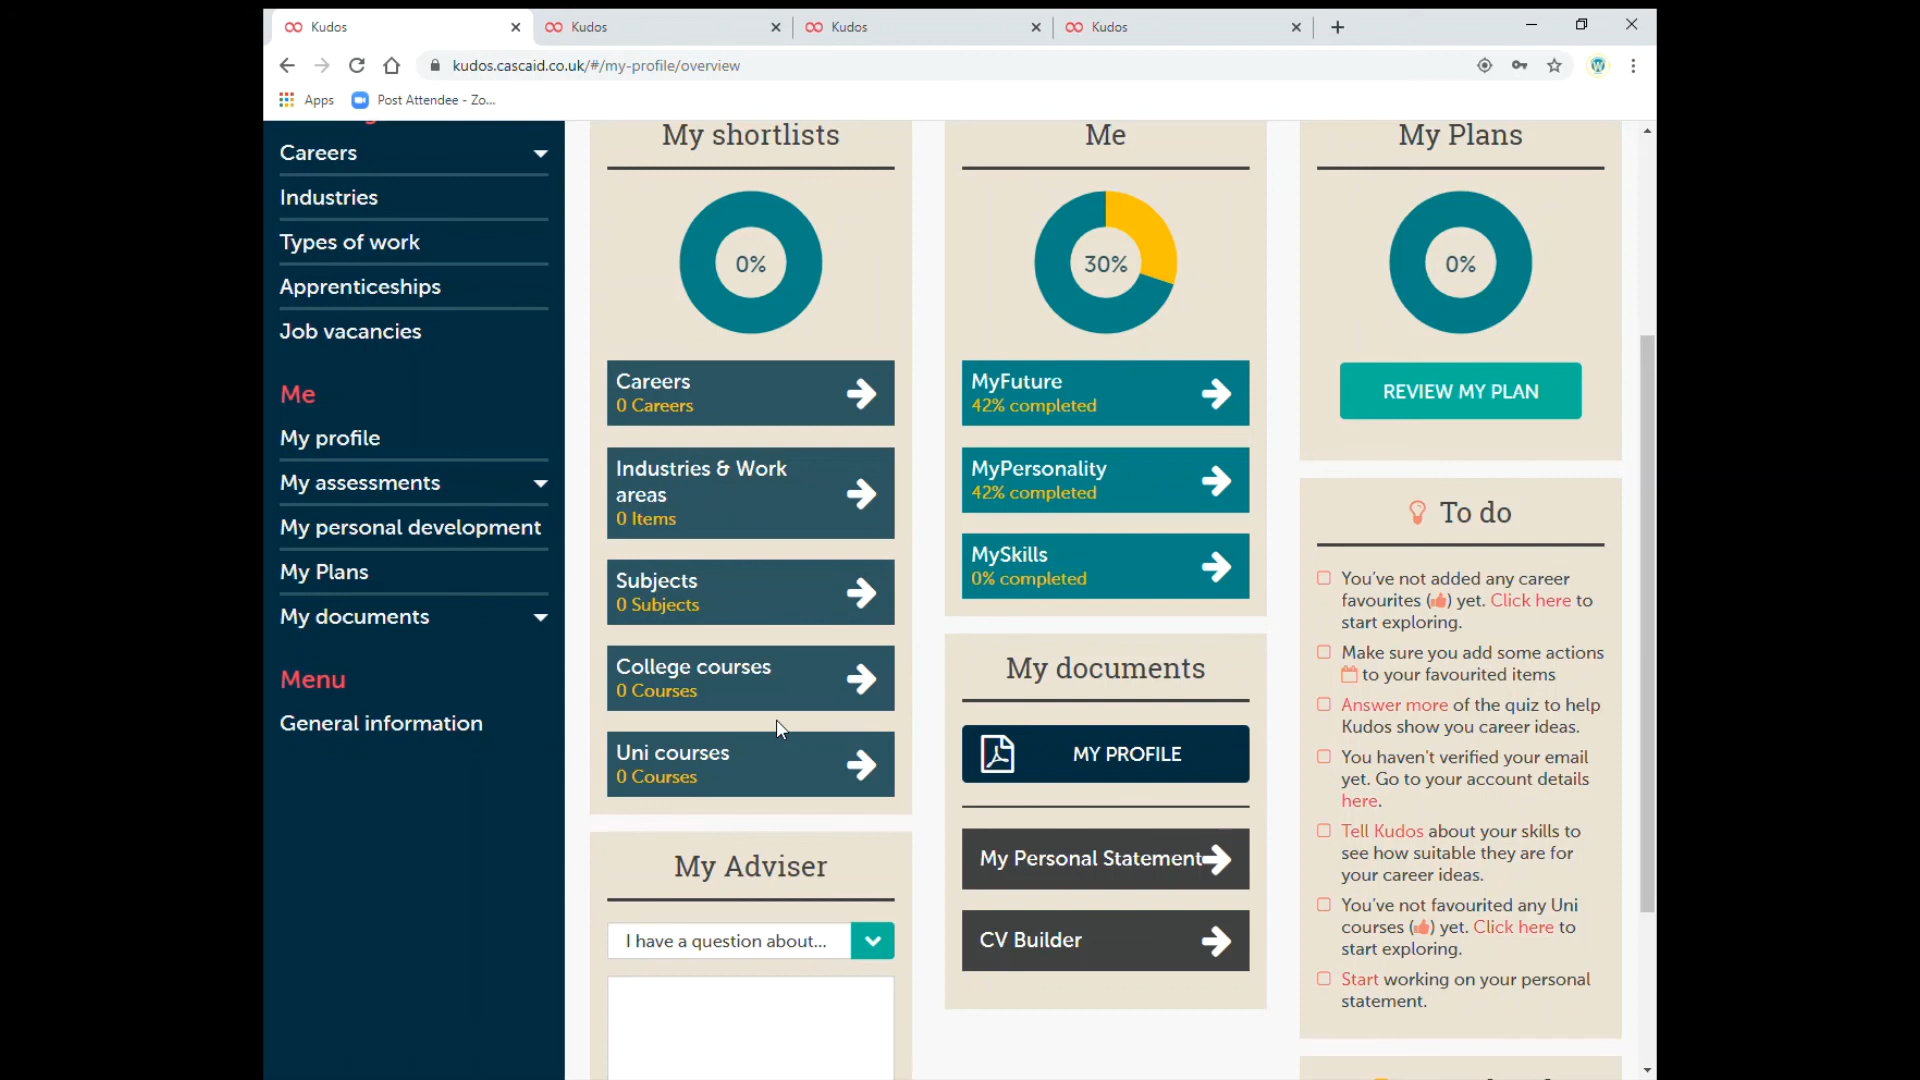 Kudos
Kudos
Kudos
Kudos
kudos.cascaid.co.uk/#/my-profile/overview
Apps
Post Attendee - Zo...
Careers
Industries
Types of work
Apprenticeships
Job vacancies
Me
My profile
My assessments
My personal development
My Plans
My documents
Menu
General information
My shortlists
0%
Careers
0 Careers
Industries & Work
areas
0 Items
Subjects
0 Subjects
College courses
0 Courses
Uni courses
0 Courses
My Adviser
I have a question about...
Me
30%
MyFuture
42% completed
MyPersonality
42% completed
MySkills
0% completed
My documents
MY PROFILE
My Personal Statement
CV Builder
My Plans
0%
REVIEW MY PLAN
To do
You've not added any career
favourites () yet. Click here to
start exploring.
Make sure you add some actions
to your favourited items
Answer more of the quiz to help
Kudos show you career ideas.
You haven't verified your email
yet. Go to your account details
here.
Tell Kudos about your skills to
see how suitable they are for
your career ideas.
You've not favourited any Uni
courses () yet. Click here to
start exploring.
Start working on your personal
statement.